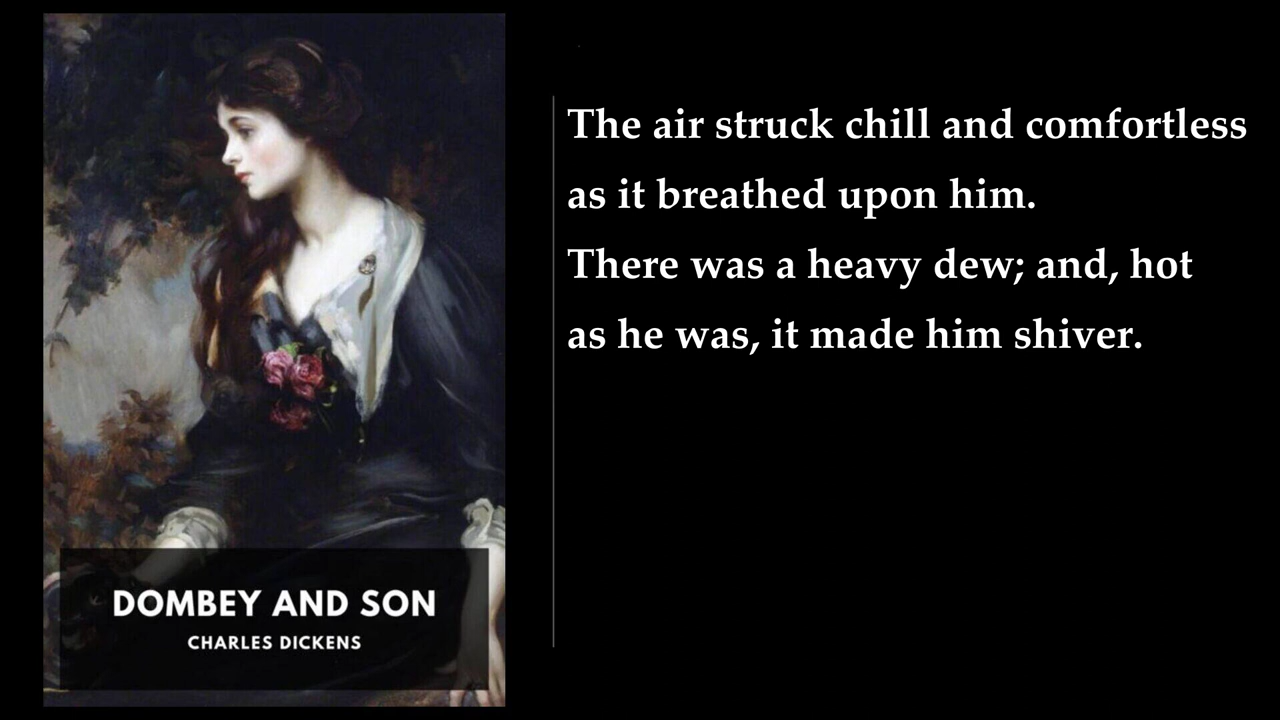 The air struck chill and comfortless
as it breathed upon him.
There was a heavy dew; and, hot
as he was, it made him shiver.
DOMBEY AND SON
CHARLES DICKENS